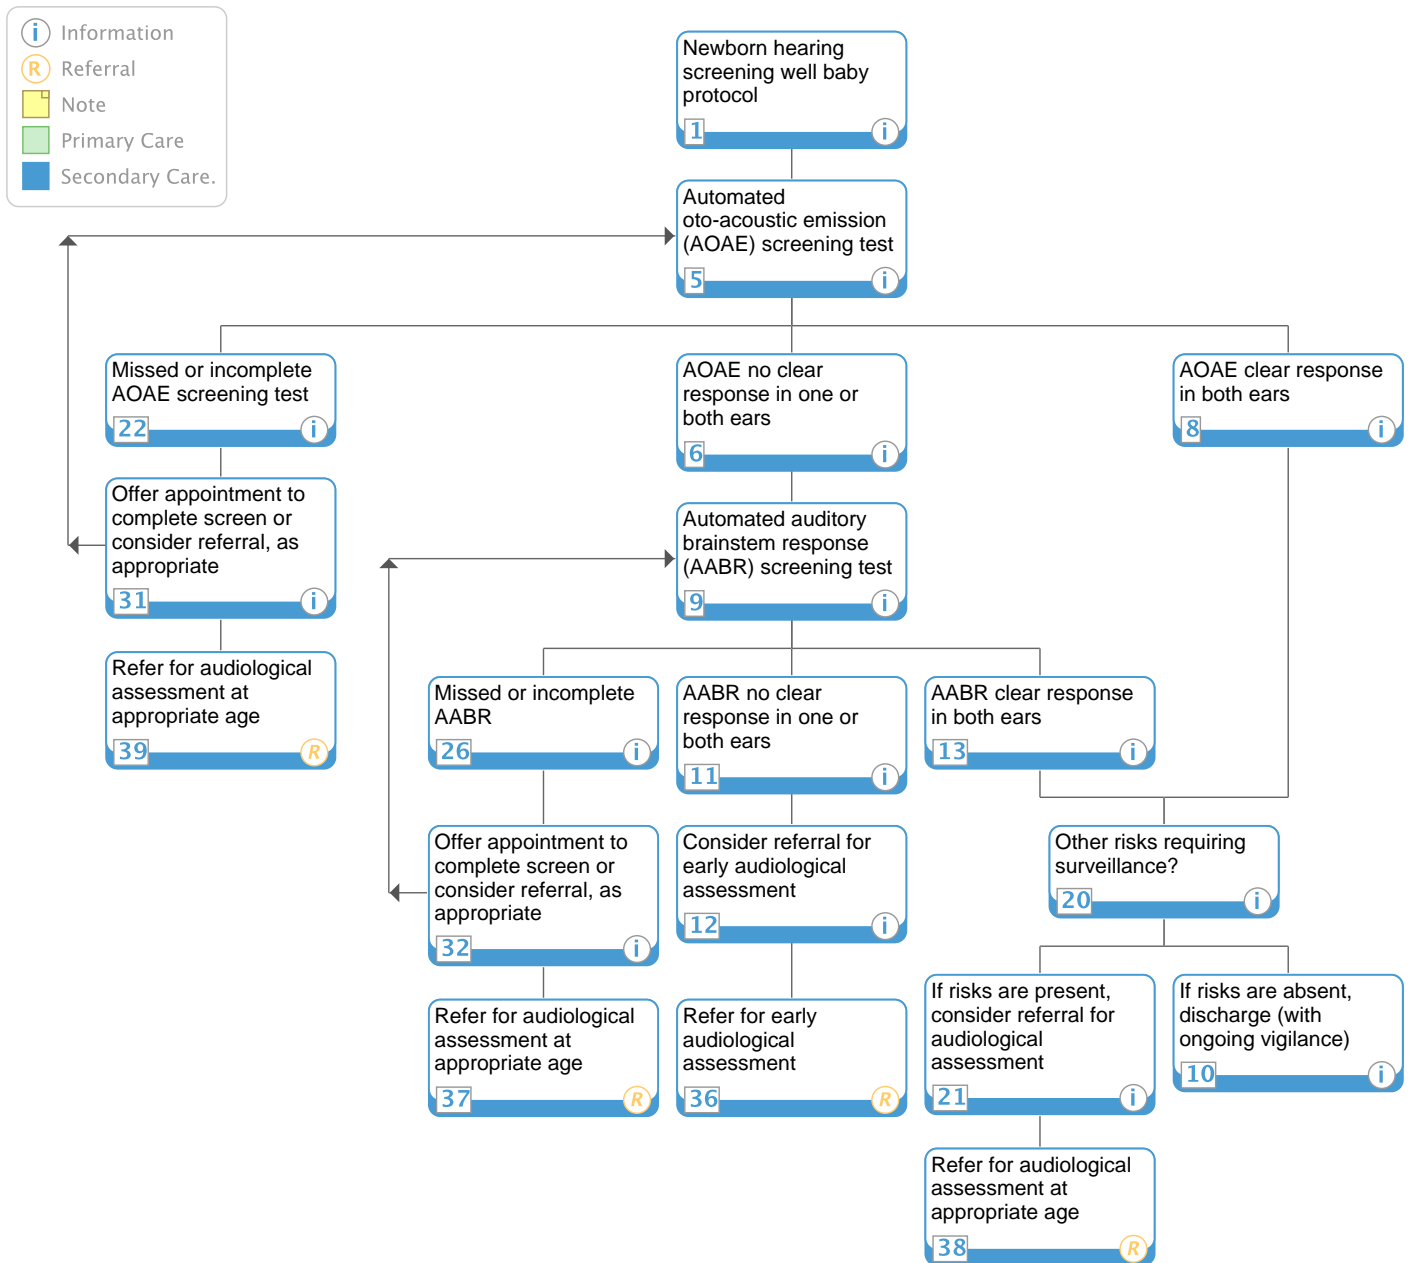 i Information
R Referral
Note
Primary Care
Secondary Care.
Newborn hearing
screening well baby
protocol
1 i
Automated
oto-acoustic emission
(AOAE) screening test
5 i
Missed or incomplete
AOAE screening test
22 i
AOAE no clear
response in one or
both ears
6 i
AOAE clear response
in both ears
8 i
Offer appointment to
complete screen or
consider referral, as
appropriate
31 i
Automated auditory
brainstem response
(AABR) screening test
9 i
Refer for audiological
assessment at
appropriate age
39 R
Missed or incomplete
AABR
26 i
AABR no clear
response in one or
both ears
11 i
AABR clear response
in both ears
13 i
Offer appointment to
complete screen or
consider referral, as
appropriate
32 i
Consider referral for
early audiological
assessment
12 i
Other risks requiring
surveillance?
20 i
Refer for audiological
assessment at
appropriate age
37 R
Refer for early
audiological
assessment
36 R
If risks are present,
consider referral for
audiological
assessment
21 i
If risks are absent,
discharge (with
ongoing vigilance)
10 i
Refer for audiological
assessment at
appropriate age
38 R